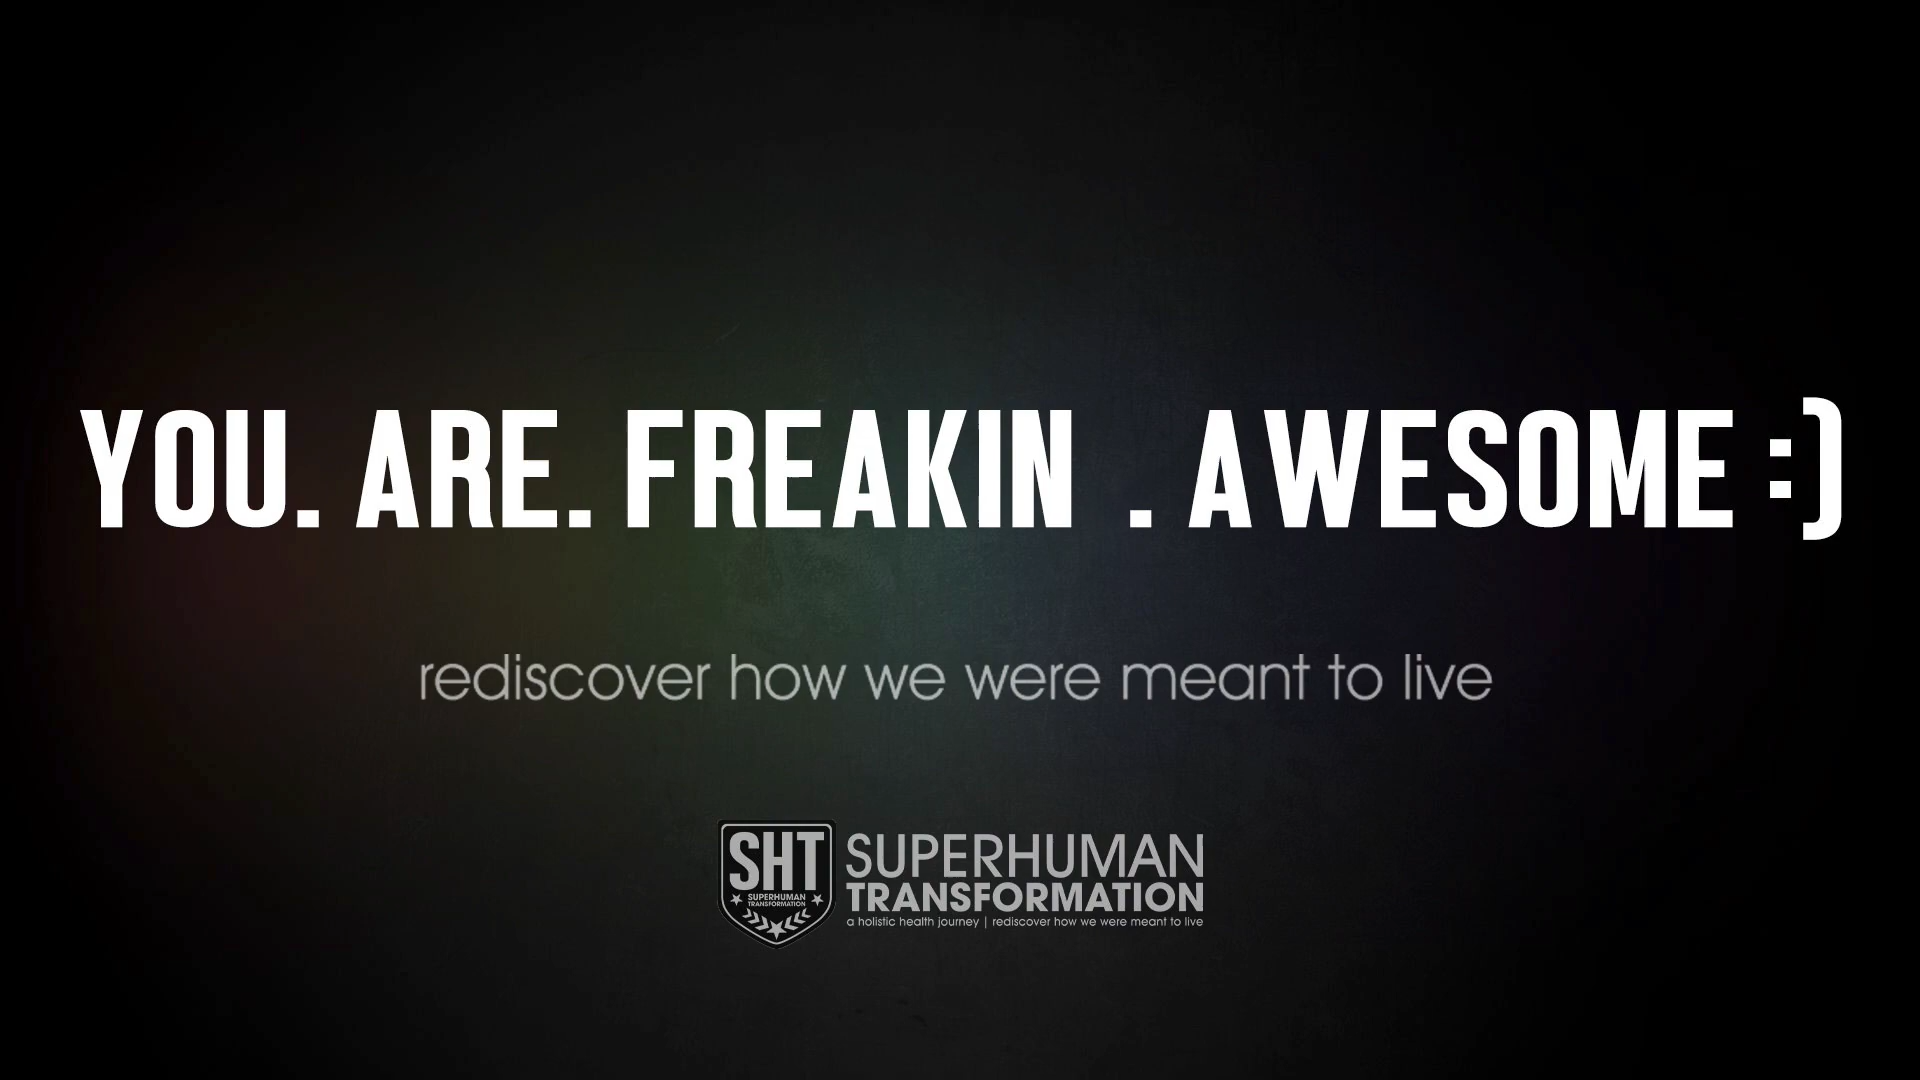 YOU. ARE. FREAKIN . AWESOME :)
rediscover how we were meant to live
SHT
SUPERHUMAN
TRANSFORMATION
SUPERHUMAN
TRANSFORMATION
a holistic health journey | rediscover how we were meant to live